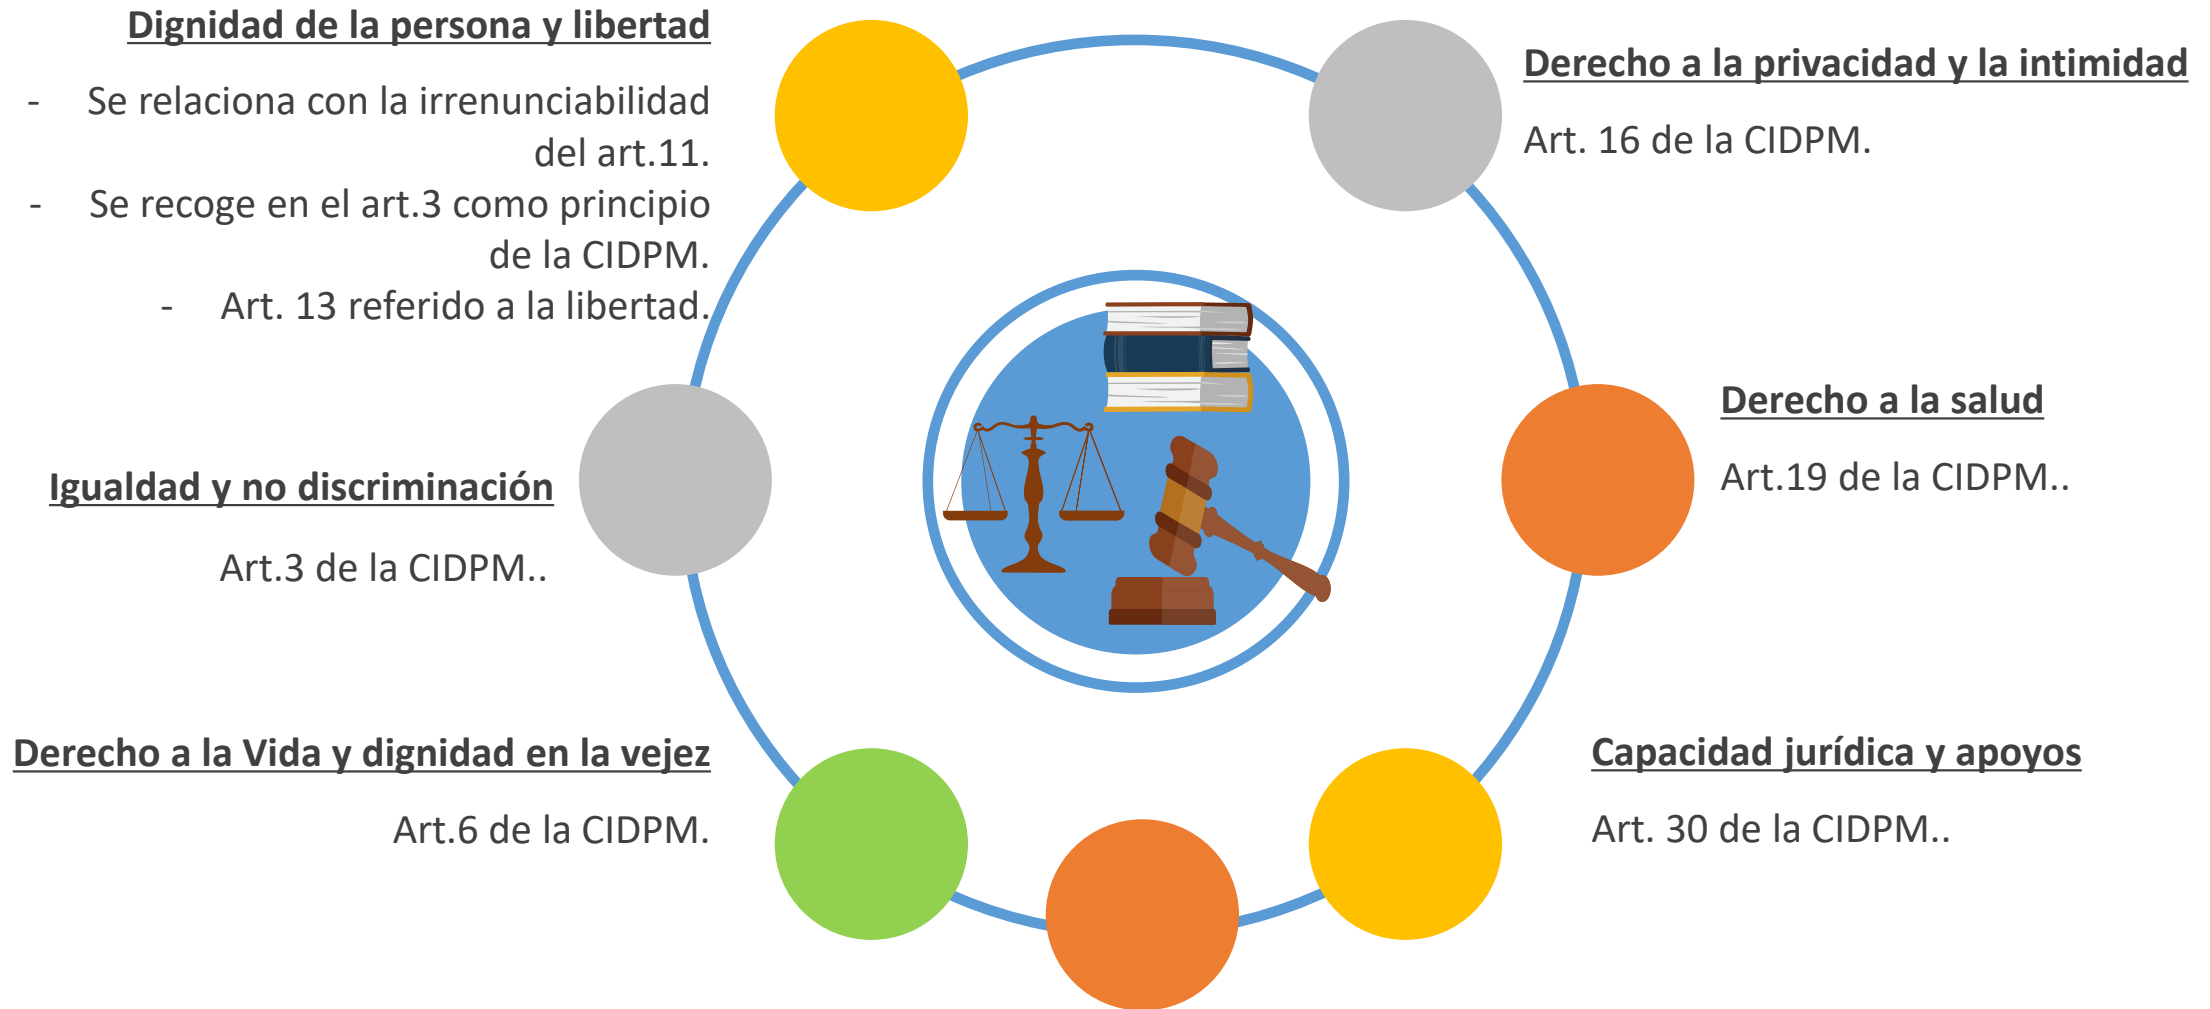 Dignidad de la persona y libertad
- Se relaciona con la irrenunciabilidad
del art.11.
- Se recoge en el art.3 como principio
de la CIDPM.
- Art. 13 referido a la libertad.
Derecho a la privacidad y la intimidad
Art. 16 de la CIDPM.
Igualdad y no discriminación
Art.3 de la CIDPM..
Derecho a la salud
Art.19 de la CIDPM..
Derecho a la Vida y dignidad en la vejez
Art.6 de la CIDPM.
Capacidad jurídica y apoyos
Art. 30 de la CIDPM..